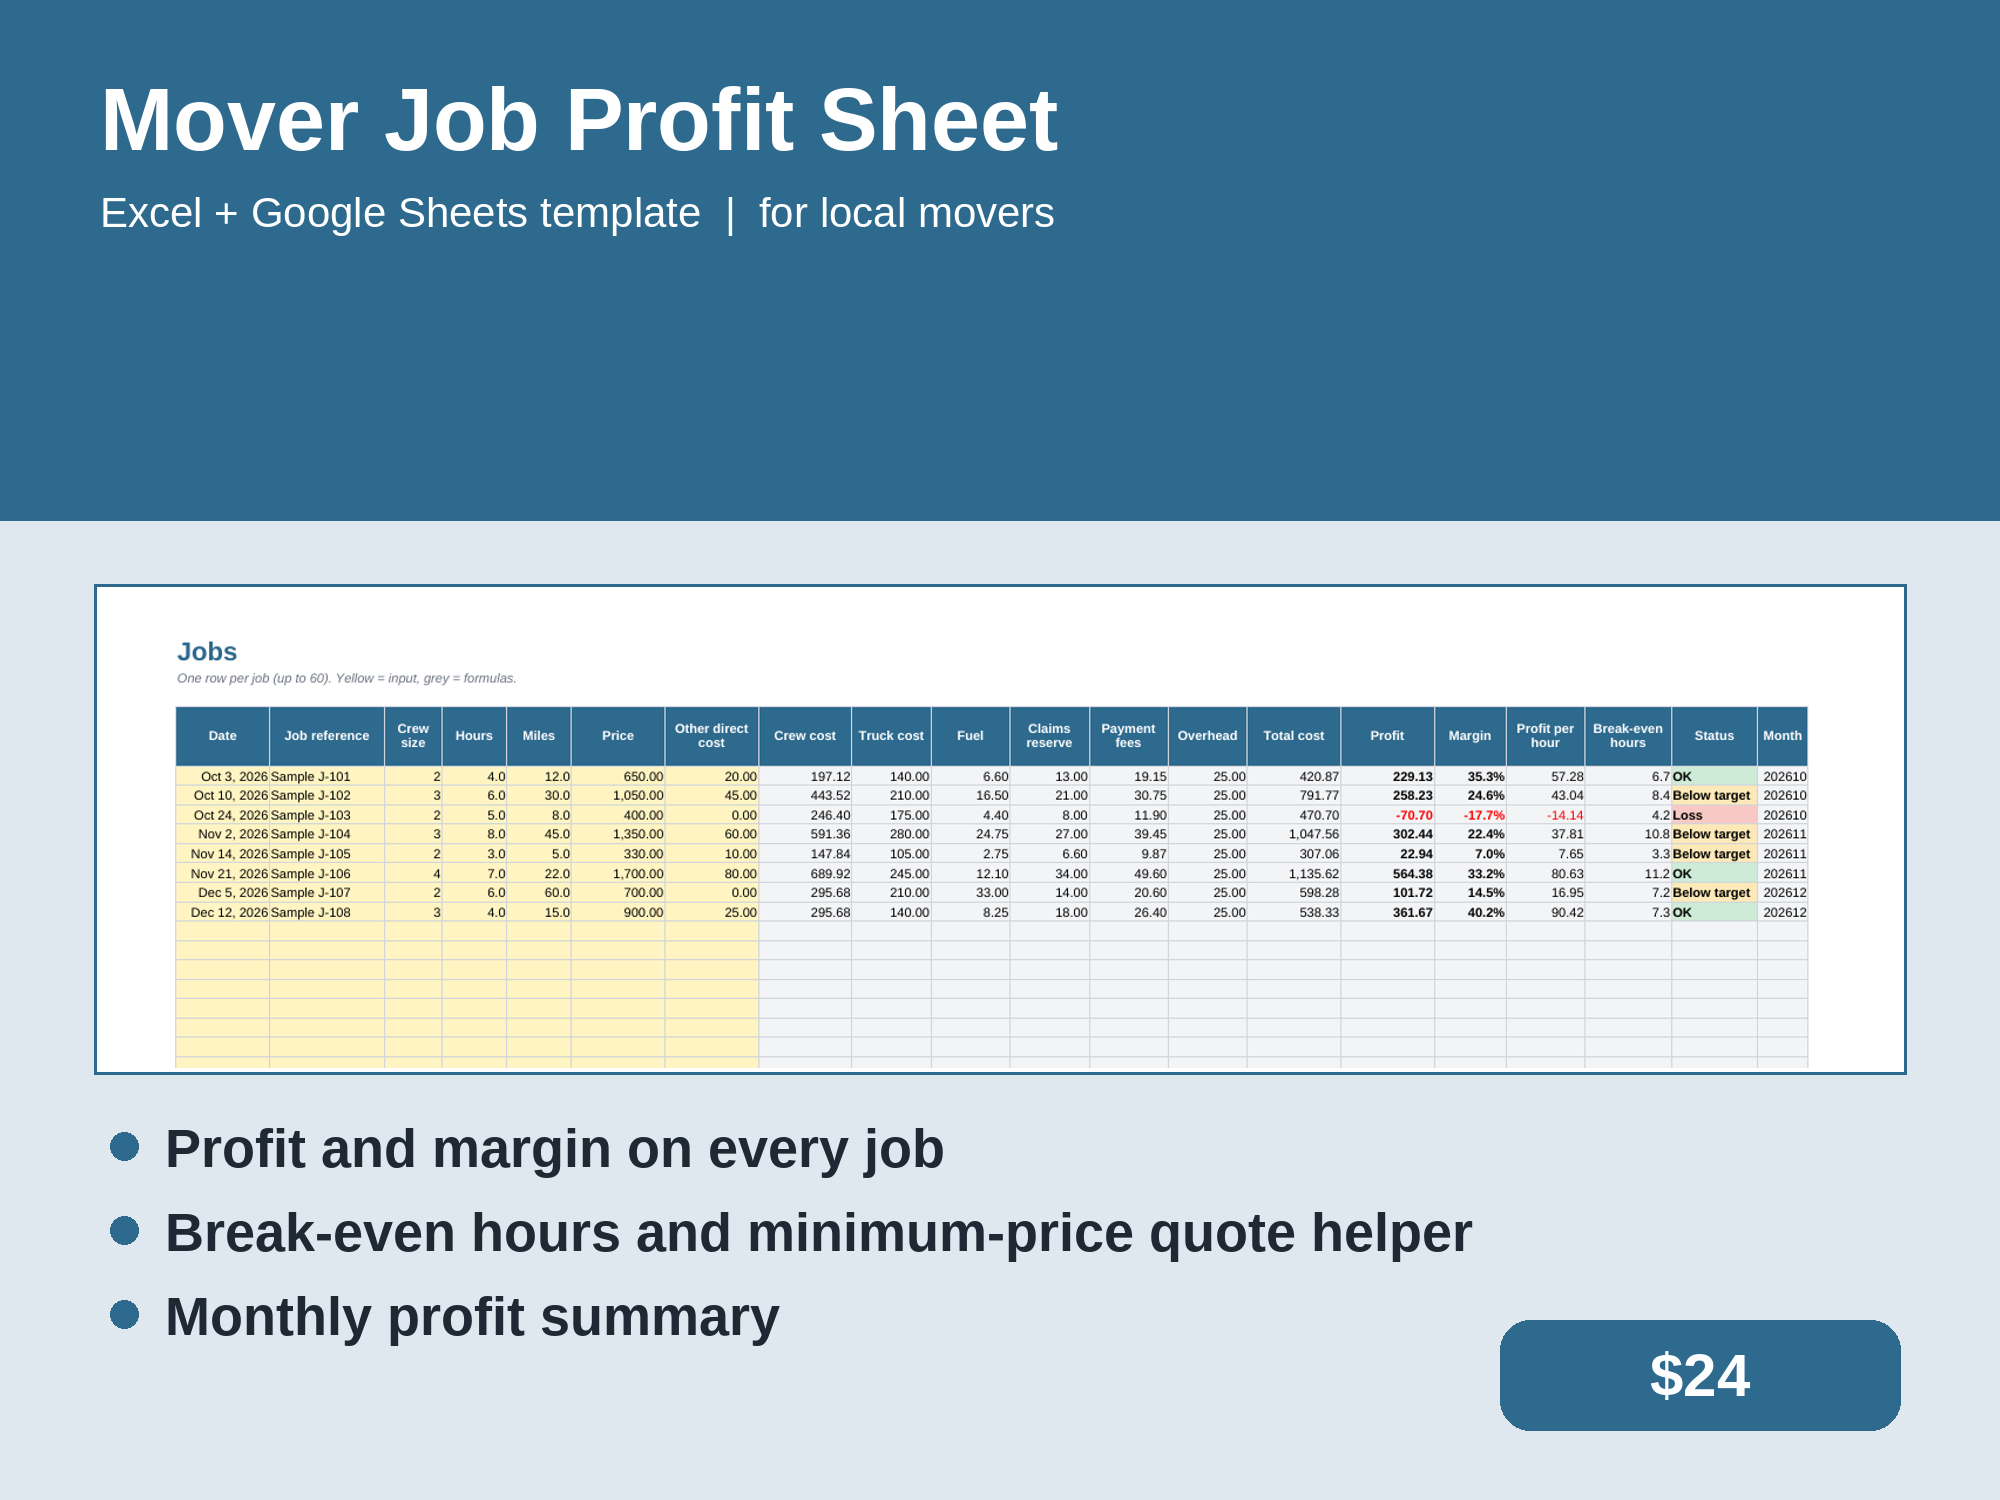 Mover Job Profit Sheet
Excel + Google Sheets template | for local movers
Jobs
One row per job (up to 60). Yellow = input, grey = formulas.
Date Job reference Crew size Hours Miles Price Other direct cost Crew cost Truck cost Fuel Claims reserve Payment fees Overhead Total cost Profit Margin Profit per hour Break-even hours Status Month
Oct 3, 2026 Sample J-101 2 4.0 12.0 650.00 20.00 197.12 140.00 6.60 13.00 19.15 25.00 420.87 229.13 35.3% 57.28 6.7 OK 202610
Oct 10, 2026 Sample J-102 3 6.0 30.0 1,050.00 45.00 443.52 210.00 16.50 21.00 30.75 25.00 791.77 258.23 24.6% 43.04 8.4 Below target 202610
Oct 24, 2026 Sample J-103 2 5.0 8.0 400.00 0.00 246.40 175.00 4.40 8.00 11.90 25.00 470.70 -70.70 -17.7% -14.14 4.2 Loss 202610
Nov 2, 2026 Sample J-104 3 8.0 45.0 1,350.00 60.00 591.36 280.00 24.75 27.00 39.45 25.00 1,047.56 302.44 22.4% 37.81 10.8 Below target 202611
Nov 14, 2026 Sample J-105 2 3.0 5.0 330.00 10.00 147.84 105.00 2.75 6.60 9.87 25.00 307.06 22.94 7.0% 7.65 3.3 Below target 202611
Nov 21, 2026 Sample J-106 4 7.0 22.0 1,700.00 80.00 689.92 245.00 12.10 34.00 49.60 25.00 1,135.62 564.38 33.2% 80.63 11.2 OK 202611
Dec 5, 2026 Sample J-107 2 6.0 60.0 700.00 0.00 295.68 210.00 33.00 14.00 20.60 25.00 598.28 101.72 14.5% 16.95 7.2 Below target 202612
Dec 12, 2026 Sample J-108 3 4.0 15.0 900.00 25.00 295.68 140.00 8.25 18.00 26.40 25.00 538.33 361.67 40.2% 90.42 7.3 OK 202612
Profit and margin on every job
Break-even hours and minimum-price quote helper
Monthly profit summary
$24